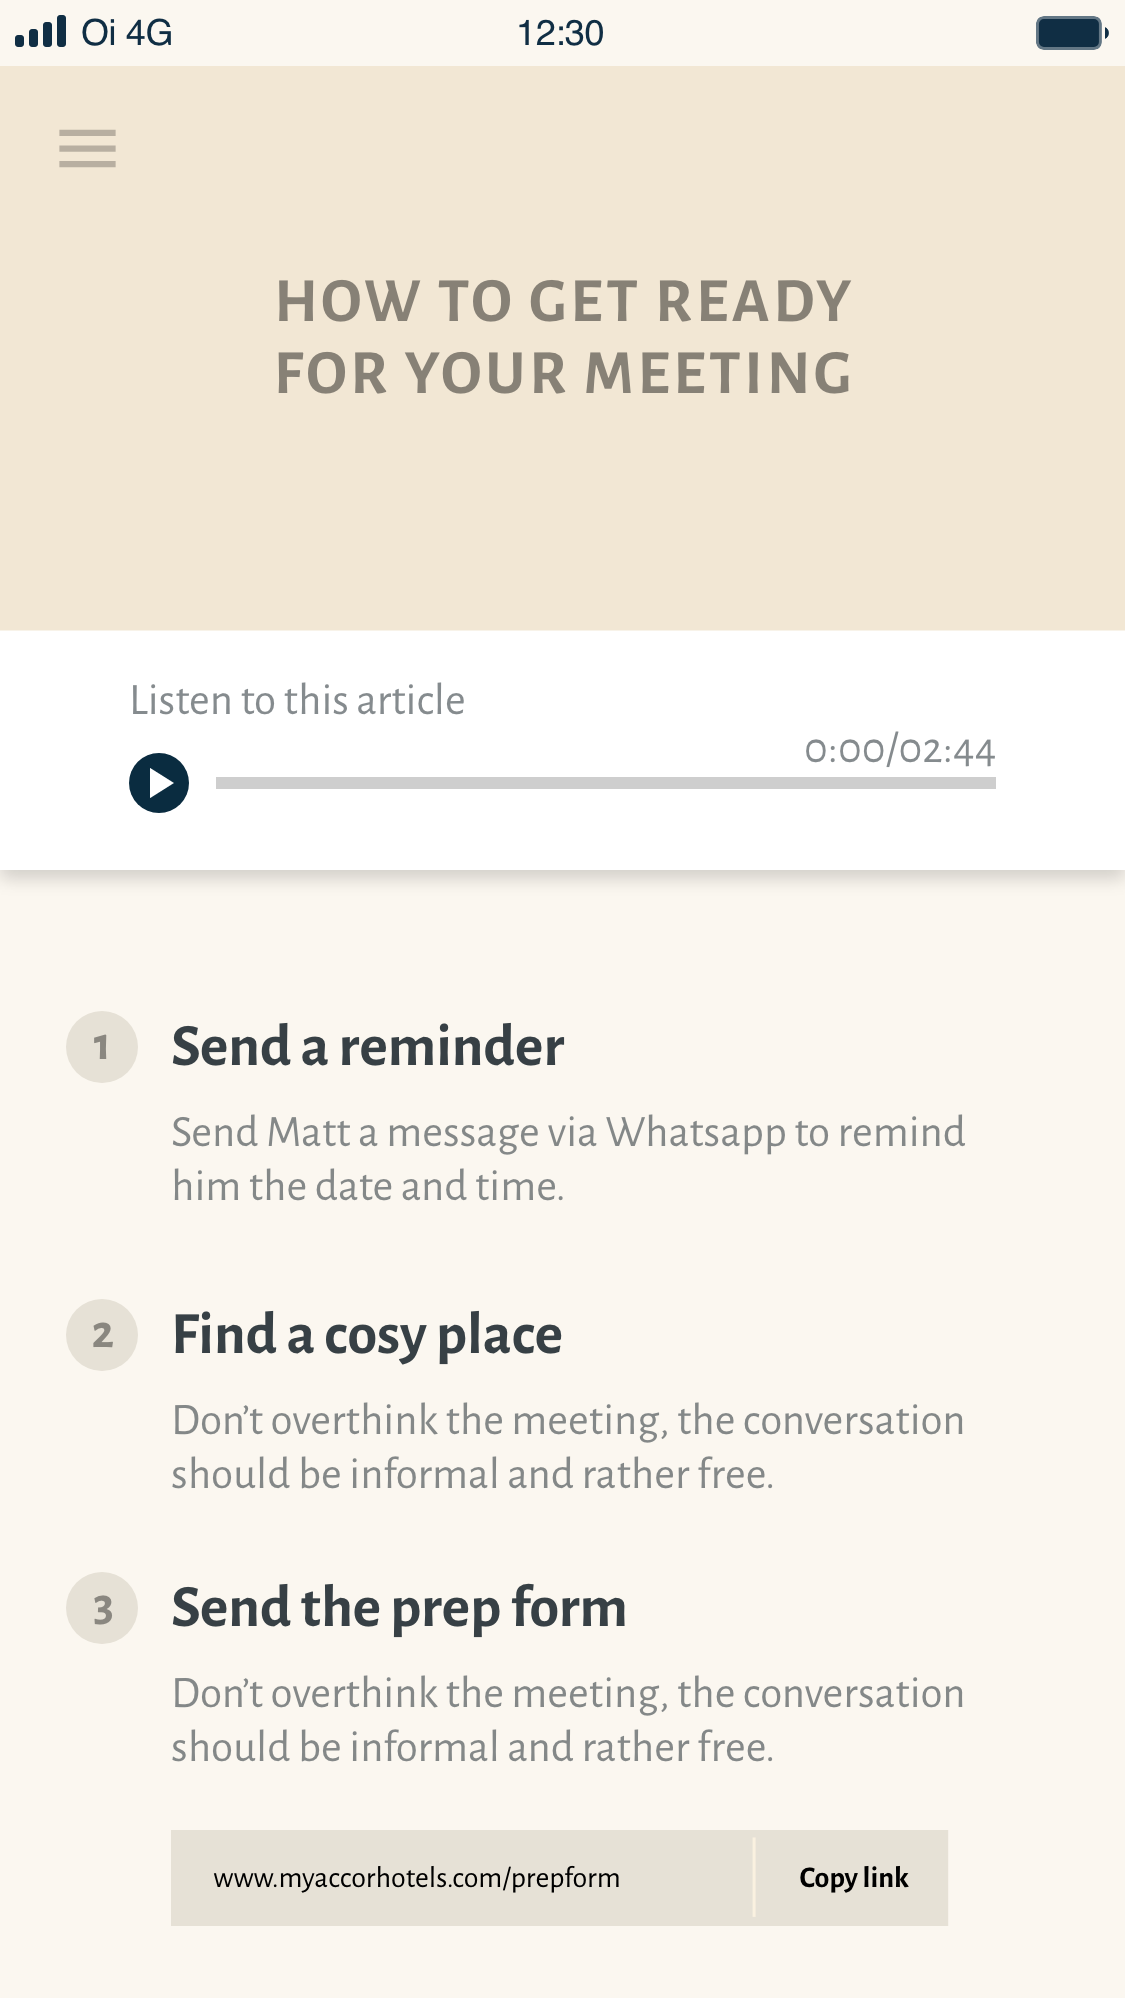 Oi 4G
12:30
HOW TO GET READY
FOR YOUR MEETING
Listen to this article
0:00/02:44
1
Send a reminder
Send Matt a message via Whatsapp to remind
him the date and time.
2
Find a cosy place
Don’t overthink the meeting, the conversation
should be informal and rather free.
3
Send the prep form
Don’t overthink the meeting, the conversation
should be informal and rather free.
www.myaccorhotels.com/prepform
Copy link